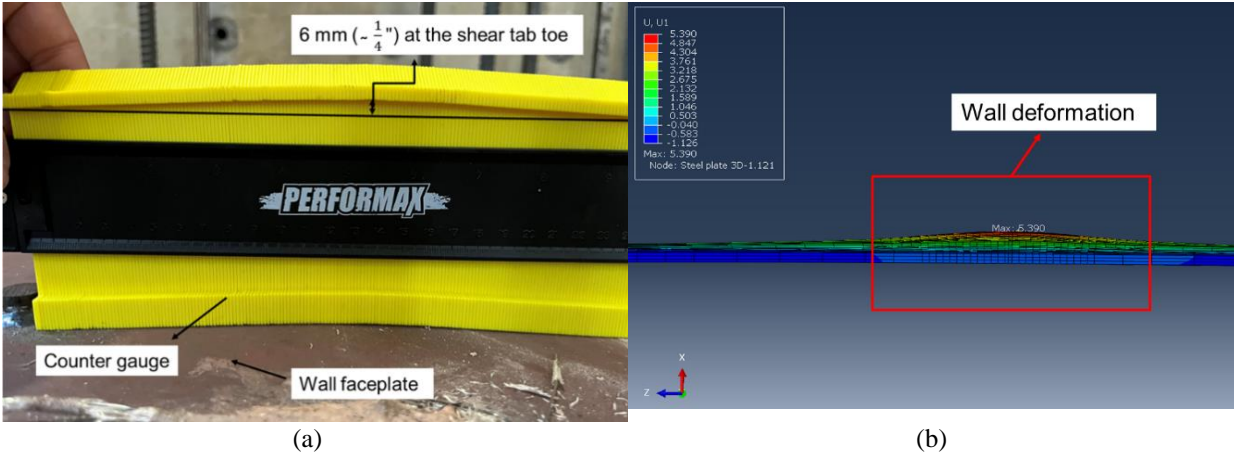 6 mm (~ 1/4") at the shear tab toe
PERFORMAX
Counter gauge
Wall faceplate
(a)
U, U1
5.390
4.847
4.304
3.761
3.218
2.675
2.132
1.589
1.046
0.503
-0.040
-0.583
-1.126
Max: 5.390
Node: Steel plate 3D-1.121
Wall deformation
Max: 5.390
X
Z
(b)